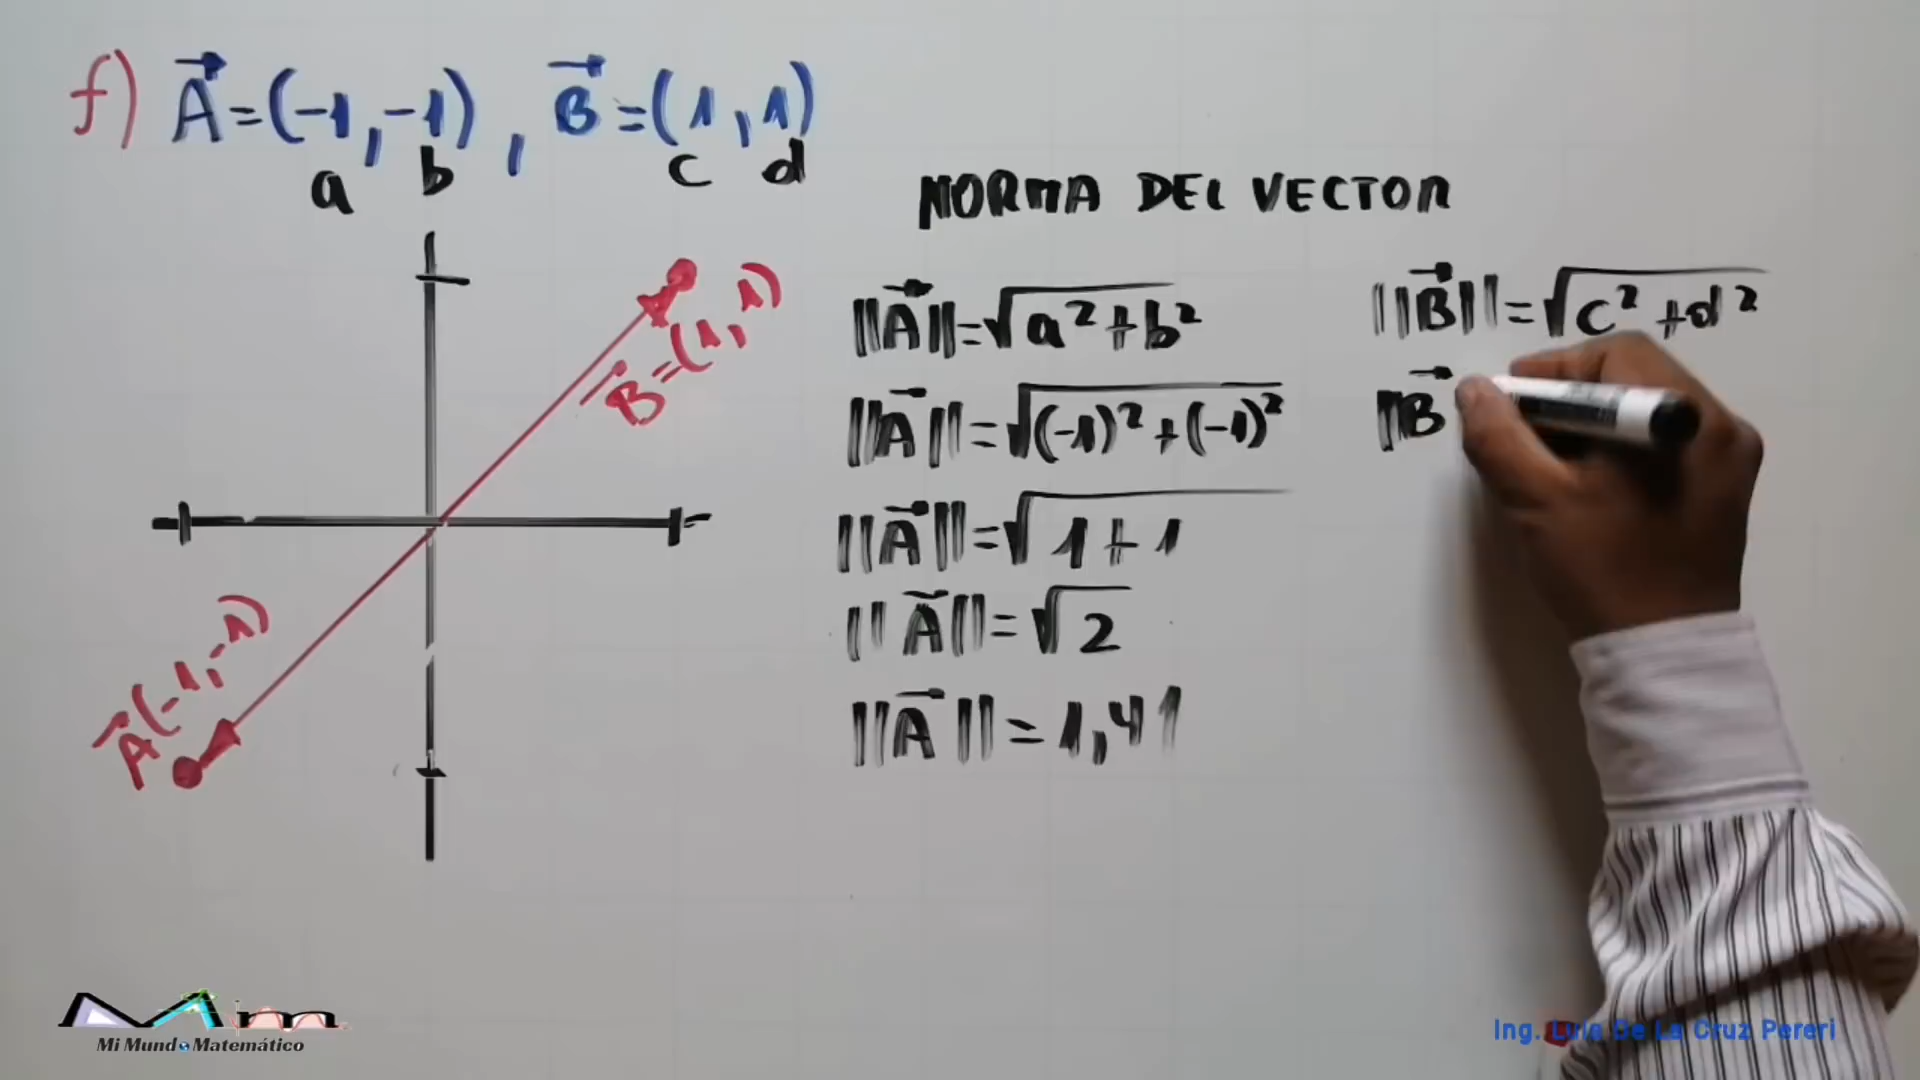 f) A⃗=(-1,-1), B⃗=(1,1)
a b c d
NORMA DEL VECTOR
B⃗=(1,1)
A⃗(-1,-1)
||A⃗||=√a²+b²
||A⃗||=√(-1)²+(-1)²
||A⃗||=√1+1
||A⃗||=√2
||A⃗||=1,41
||B⃗||=√c²+d²
||B⃗
Mim
Mi Mundo Matemático
Ing. Luis De La Cruz Pereri